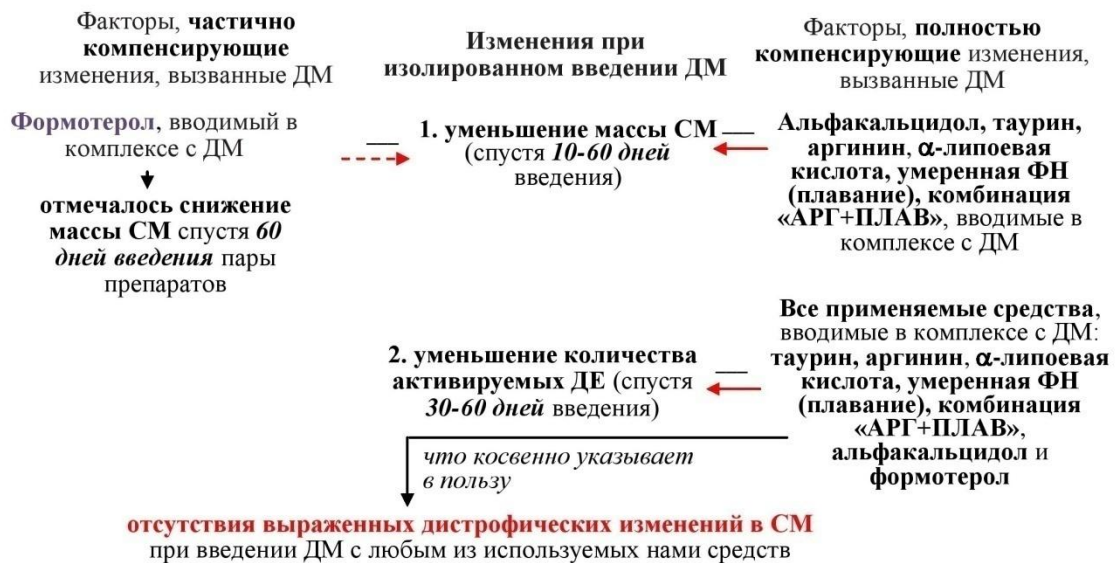 Факторы, частично
компенсирующие
изменения, вызванные ДМ
Изменения при
изолированном введении ДМ
Факторы, полностью
компенсирующие изменения,
вызванные ДМ
Формотерол, вводимый в
комплексе с ДМ
отмечалось снижение
массы СМ спустя 60
дней введения пары
препаратов
1. уменьшение массы СМ
(спустя 10-60 дней
введения)
Альфакальцидол, таурин,
аргинин, α-липоевая
кислота, умеренная ФН
(плавание), комбинация
«АРГ+ПЛАВ», вводимые в
комплексе с ДМ
2. уменьшение количества
активируемых ДЕ (спустя
30-60 дней введения)
Все применяемые средства,
вводимые в комплексе с ДМ:
таурин, аргинин, α-липоевая
кислота, умеренная ФН
(плавание), комбинация
«АРГ+ПЛАВ»,
альфакальцидол и
формотерол
что косвенно указывает
в пользу
отсутствия выраженных дистрофических изменений в СМ
при введении ДМ с любым из используемых нами средств